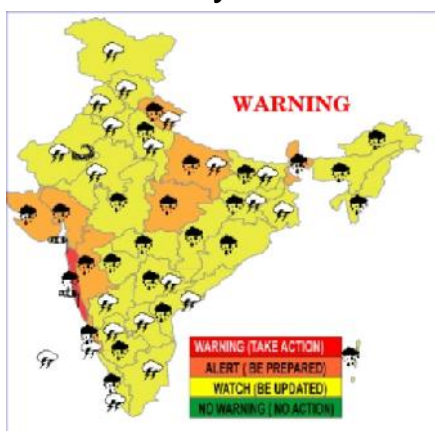 WARNING
WARNING (TAKE ACTION)
ALERT ( BE PREPARED)
WATCH (BE UPDATED)
NO WARNING ( NO ACTION)